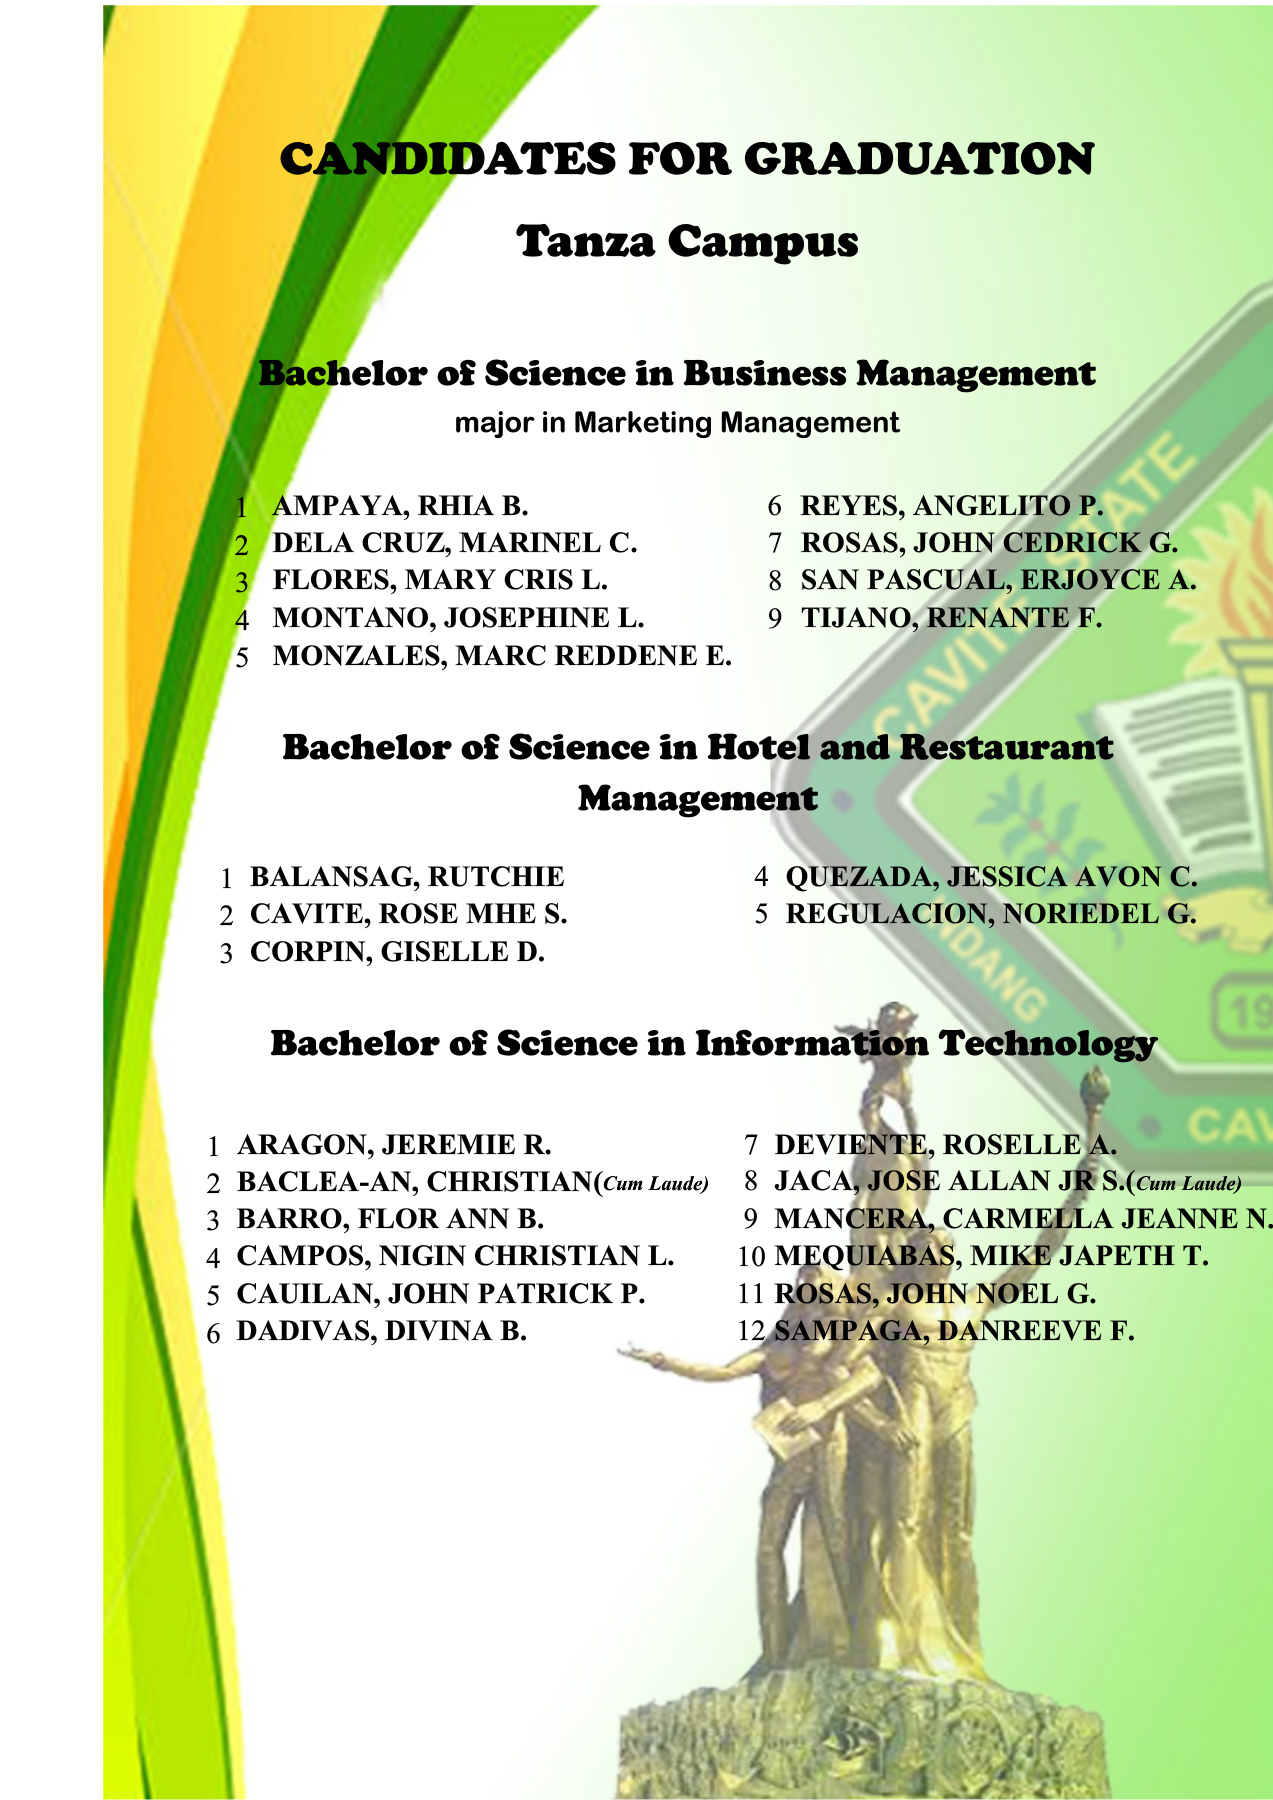 CANDIDATES FOR GRADUATION
Tanza Campus
Bachelor of Science in Business Management
major in Marketing Management
1 AMPAYA, RHIA B.
2 DELA CRUZ, MARINEL C.
3 FLORES, MARY CRIS L.
4 MONTANO, JOSEPHINE L.
5 MONZALES, MARC REDDENE E.
6 REYES, ANGELITO P.
7 ROSAS, JOHN CEDRICK G.
8 SAN PASCUAL, ERJOYCE A.
9 TIJANO, RENANTE F.
Bachelor of Science in Hotel and Restaurant
Management
1 BALANSAG, RUTCHIE
2 CAVITE, ROSE MHE S.
3 CORPIN, GISELLE D.
4 QUEZADA, JESSICA AVON C.
5 REGULACION, NORIEDEL G.
Bachelor of Science in Information Technology
1 ARAGON, JEREMIE R.
2 BACLEA-AN, CHRISTIAN(Cum Laude)
3 BARRO, FLOR ANN B.
4 CAMPOS, NIGIN CHRISTIAN L.
5 CAUILAN, JOHN PATRICK P.
6 DADIVAS, DIVINA B.
7 DEVIENTE, ROSELLE A.
8 JACA, JOSE ALLAN JR S.(Cum Laude)
9 MANCERA, CARMELLA JEANNE N.
10 MEQUIABAS, MIKE JAPETH T.
11 ROSAS, JOHN NOEL G.
12 SAMPAGA, DANREEVE F.
CAVITE STATE
INDANG
19
CAV